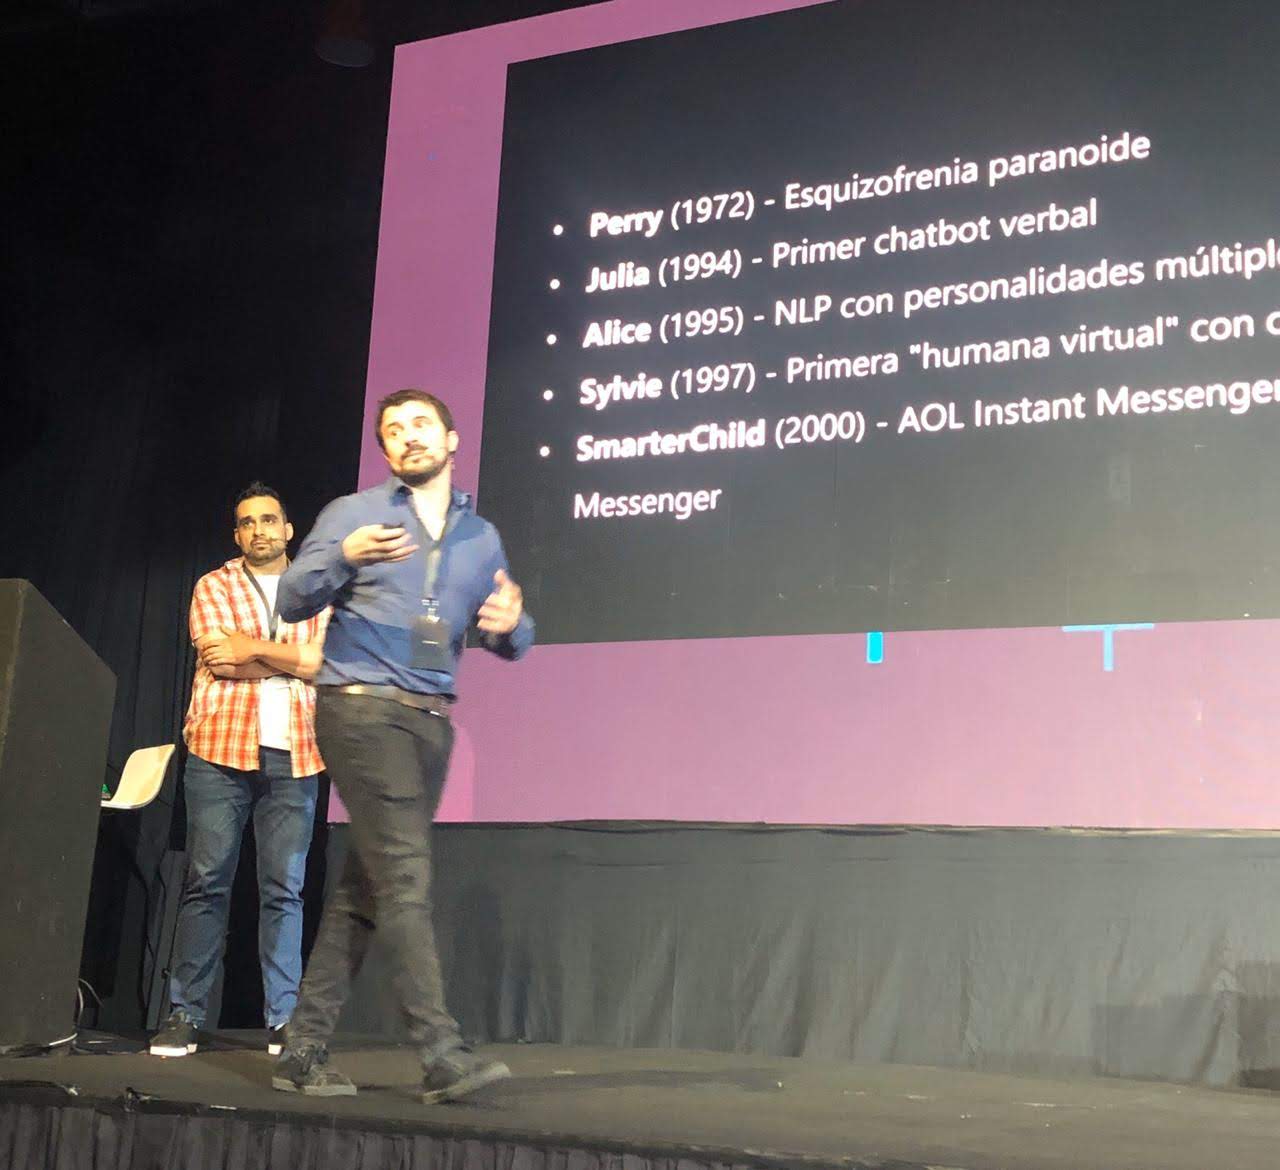 • Perry (1972) - Esquizofrenia paranoide
• Julia (1994) - Primer chatbot verbal
• Alice (1995) - NLP con personalidades
• Sylvie (1997) - Primera "humana virtual" con
• SmarterChild (2000) - AOL Instant Messenger
Messenger